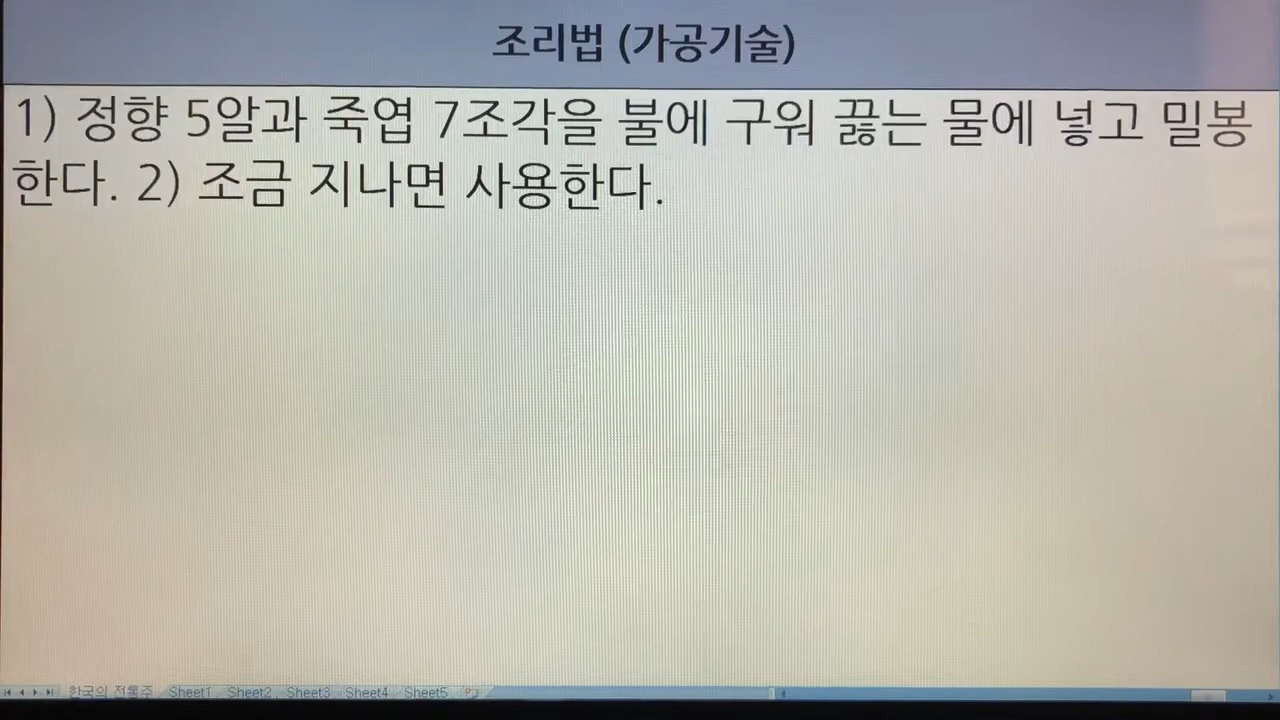 조리법 (가공기술)
1) 정향 5알과 죽엽 7조각을 불에 구워 끓는 물에 넣고 밀봉
한다. 2) 조금 지나면 사용한다.
한국의 전통주 Sheet1 Sheet2 Sheet3 Sheet4 Sheet5